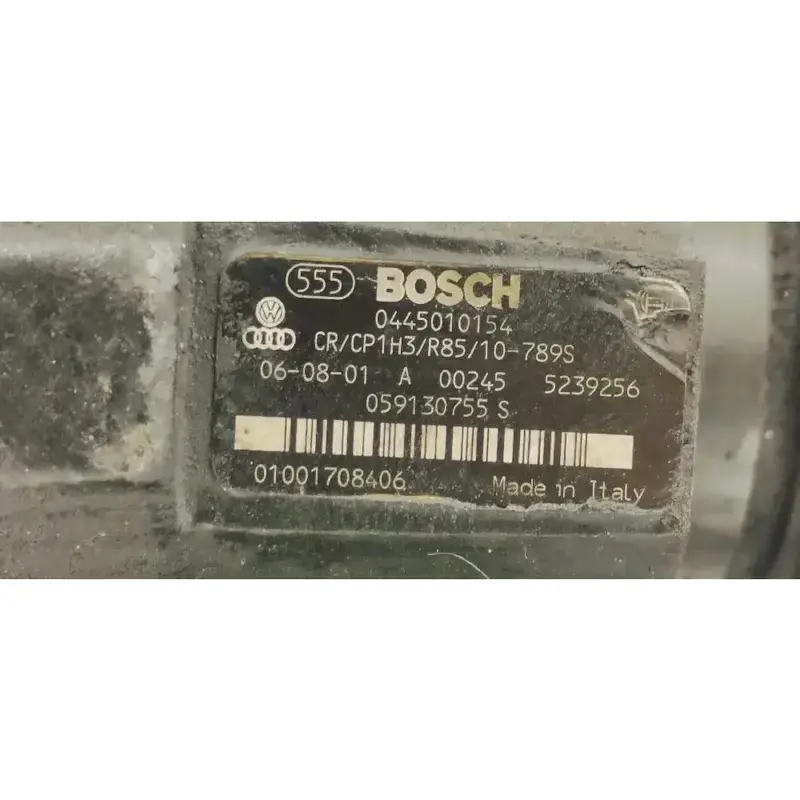 555 BOSCH
0445010154
CR/CP1H3/R85/10-789S
06-08-01 A 00245 5239256
059130755 S
01001708406 Made in Italy